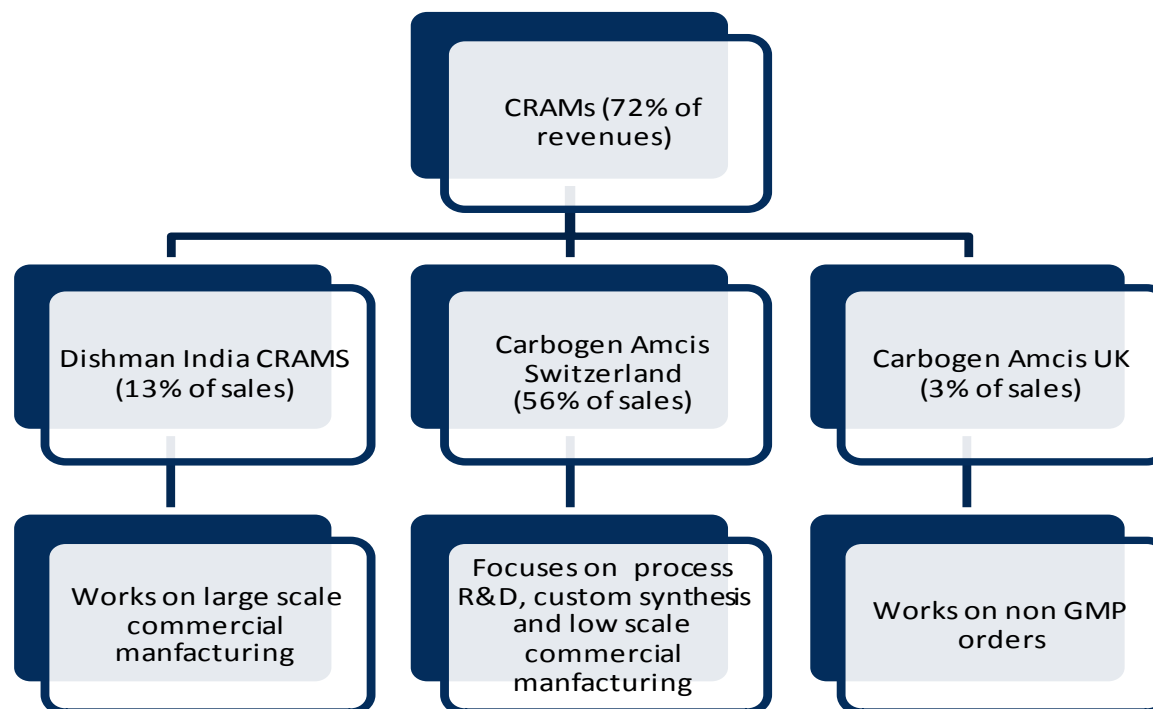 CRAMs (72% of
revenues)
Dishman India CRAMS
(13% of sales)
Carbogen Amcis
Switzerland
(56% of sales)
Carbogen Amcis UK
(3% of sales)
Works on large scale
commercial
manfacturing
Focuses on process
R&D, custom synthesis
and low scale
commercial
manfacturing
Works on non GMP
orders